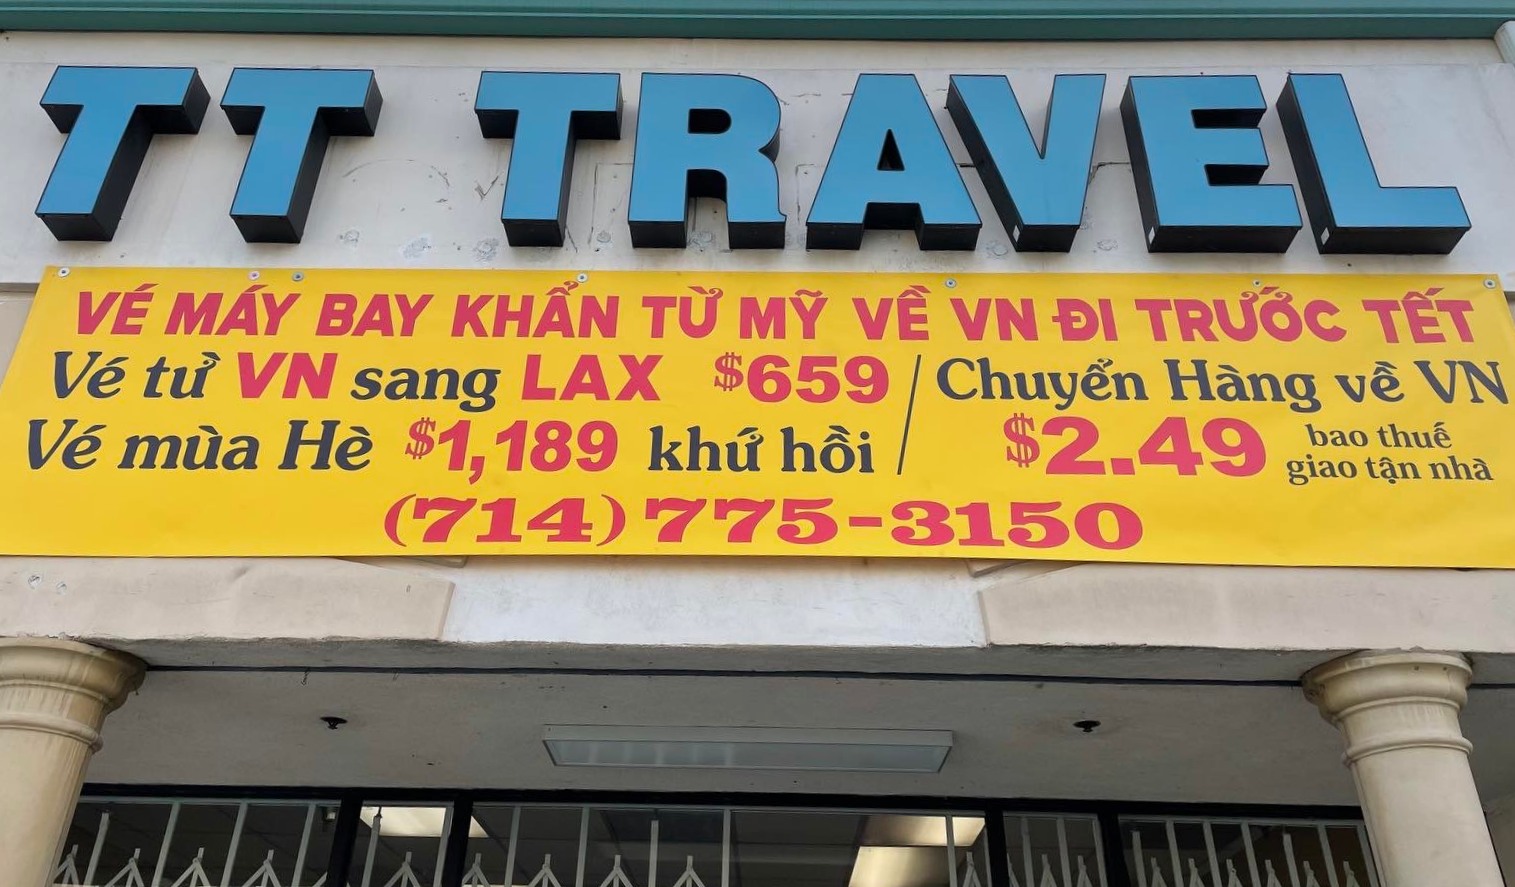 TT TRAVEL
VÉ MÁY BAY KHẨN TỪ MỸ VỀ VN ĐI TRƯỚC TẾT
Vé từ VN sang LAX $659
Vé mùa Hè $1,189 khứ hồi
Chuyển Hàng về VN
$2.49 bao thuế
giao tận nhà
(714) 775-3150